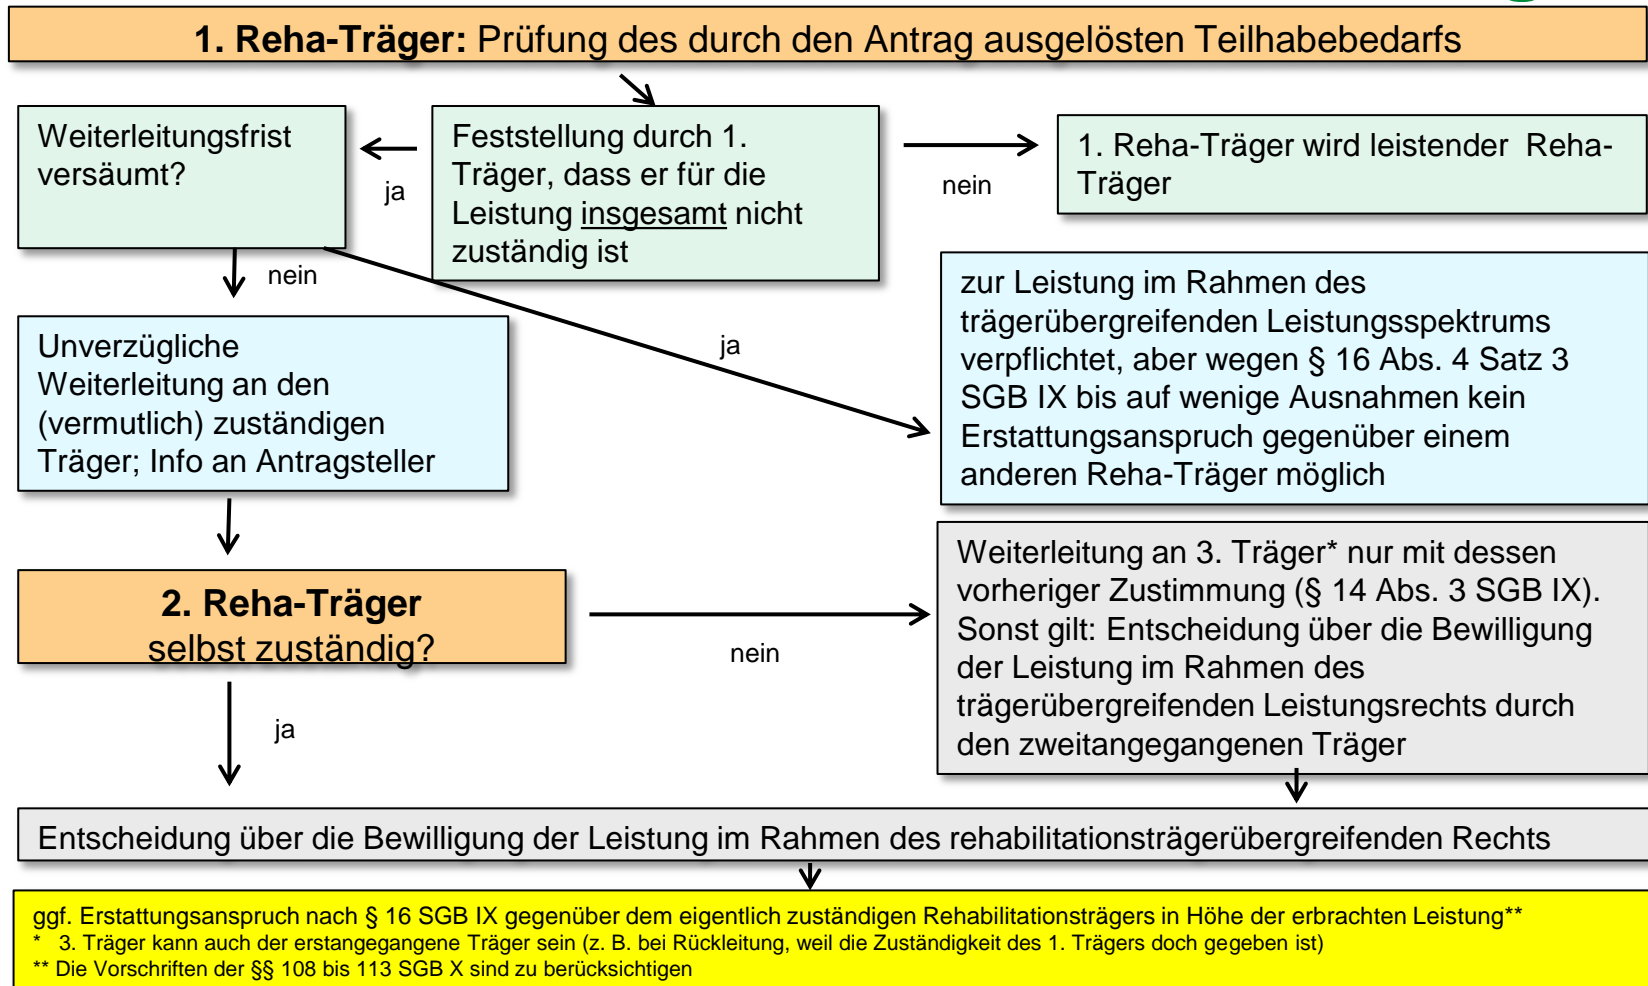 1. Reha-Träger: Prüfung des durch den Antrag ausgelösten Teilhabebedarfs
Weiterleitungsfrist
versäumt?
ja
Feststellung durch 1.
Träger, dass er für die
Leistung insgesamt nicht
zuständig ist
nein
1. Reha-Träger wird leistender Reha-
Träger
nein
ja
zur Leistung im Rahmen des
trägerübergreifenden Leistungsspektrums
verpflichtet, aber wegen § 16 Abs. 4 Satz 3
SGB IX bis auf wenige Ausnahmen kein
Erstattungsanspruch gegenüber einem
anderen Reha-Träger möglich
Unverzügliche
Weiterleitung an den
(vermutlich) zuständigen
Träger; Info an Antragsteller
2. Reha-Träger
selbst zuständig?
nein
Weiterleitung an 3. Träger* nur mit dessen
vorheriger Zustimmung (§ 14 Abs. 3 SGB IX).
Sonst gilt: Entscheidung über die Bewilligung
der Leistung im Rahmen des
trägerübergreifenden Leistungsrechts durch
den zweitangegangenen Träger
ja
Entscheidung über die Bewilligung der Leistung im Rahmen des rehabilitationsträgerübergreifenden Rechts
ggf. Erstattungsanspruch nach § 16 SGB IX gegenüber dem eigentlich zuständigen Rehabilitationsträgers in Höhe der erbrachten Leistung**
* 3. Träger kann auch der erstangegangene Träger sein (z. B. bei Rückleitung, weil die Zuständigkeit des 1. Trägers doch gegeben ist)
** Die Vorschriften der §§ 108 bis 113 SGB X sind zu berücksichtigen